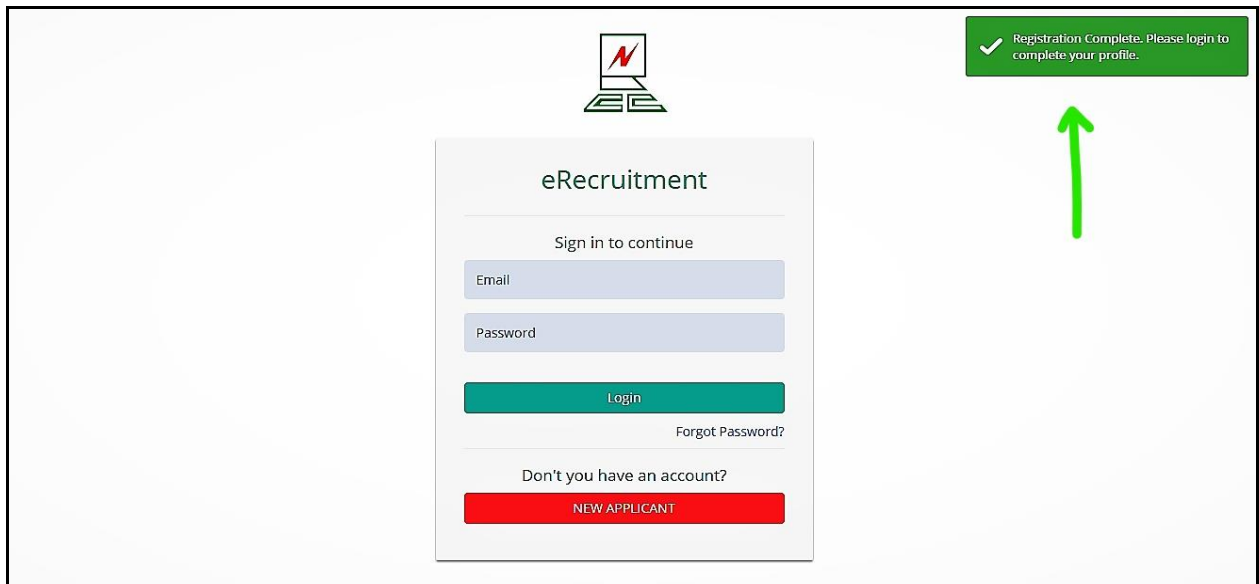 Registration Complete. Please login to
complete your profile.
N
eRecruitment
Sign in to continue
Email
Password
Login
Forgot Password?
Don't you have an account?
NEW APPLICANT